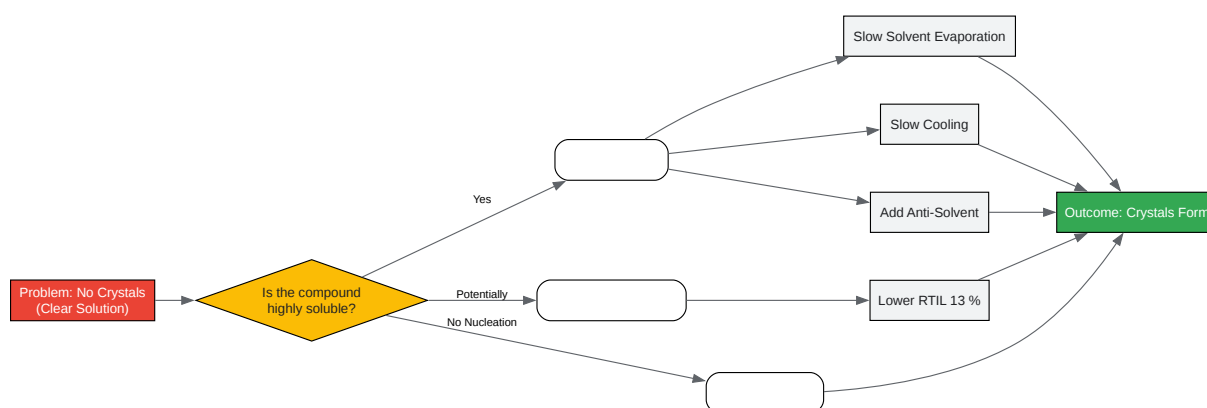 Slow Solvent Evaporation
Slow Cooling
Yes
Add Anti-Solvent
Outcome: Crystals Form
Problem: No Crystals
(Clear Solution)
Is the compound
highly soluble?
Potentially
Lower RTIL 13 %
No Nucleation